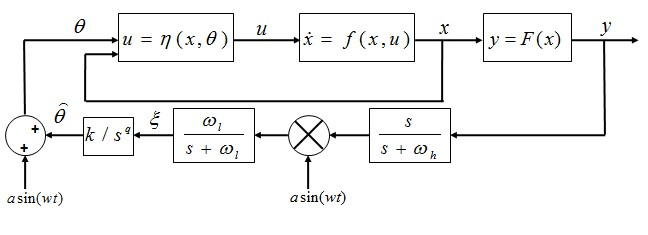 θ
u = η (x, θ)
u
ẋ = f (x, u)
x
y = F(x)
y
θ̂
k / s^q
ξ
ω_l
s + ω_l
s
s + ω_h
+
+
a sin(wt)
a sin(wt)